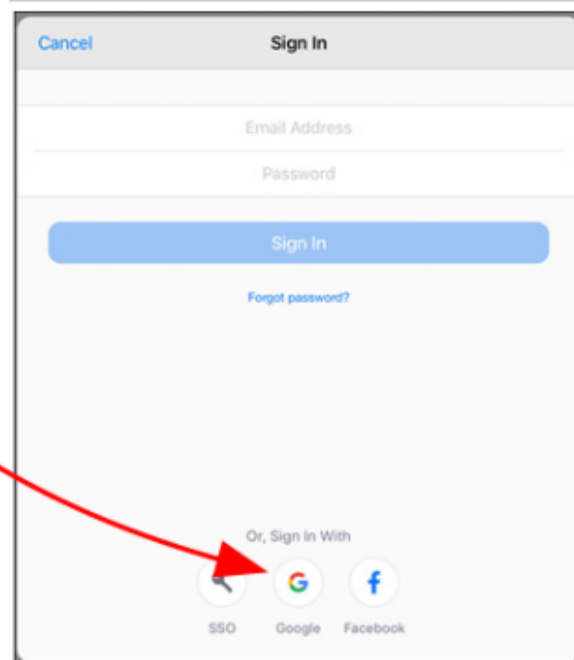 Cancel Sign In
Email Address
Password
Sign In
Forgot password?
Or, Sign In With
SSO Google Facebook